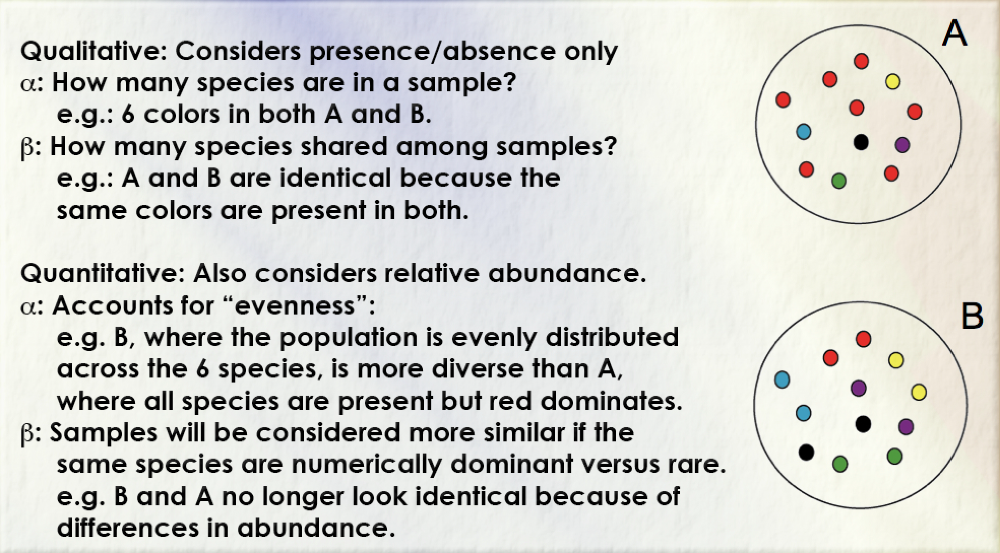 Qualitative: Considers presence/absence only
α: How many species are in a sample?
e.g.: 6 colors in both A and B.
β: How many species shared among samples?
e.g.: A and B are identical because the
same colors are present in both.
Quantitative: Also considers relative abundance.
α: Accounts for “evenness”:
e.g. B, where the population is evenly distributed
across the 6 species, is more diverse than A,
where all species are present but red dominates.
β: Samples will be considered more similar if the
same species are numerically dominant versus rare.
e.g. B and A no longer look identical because of
differences in abundance.
A
B